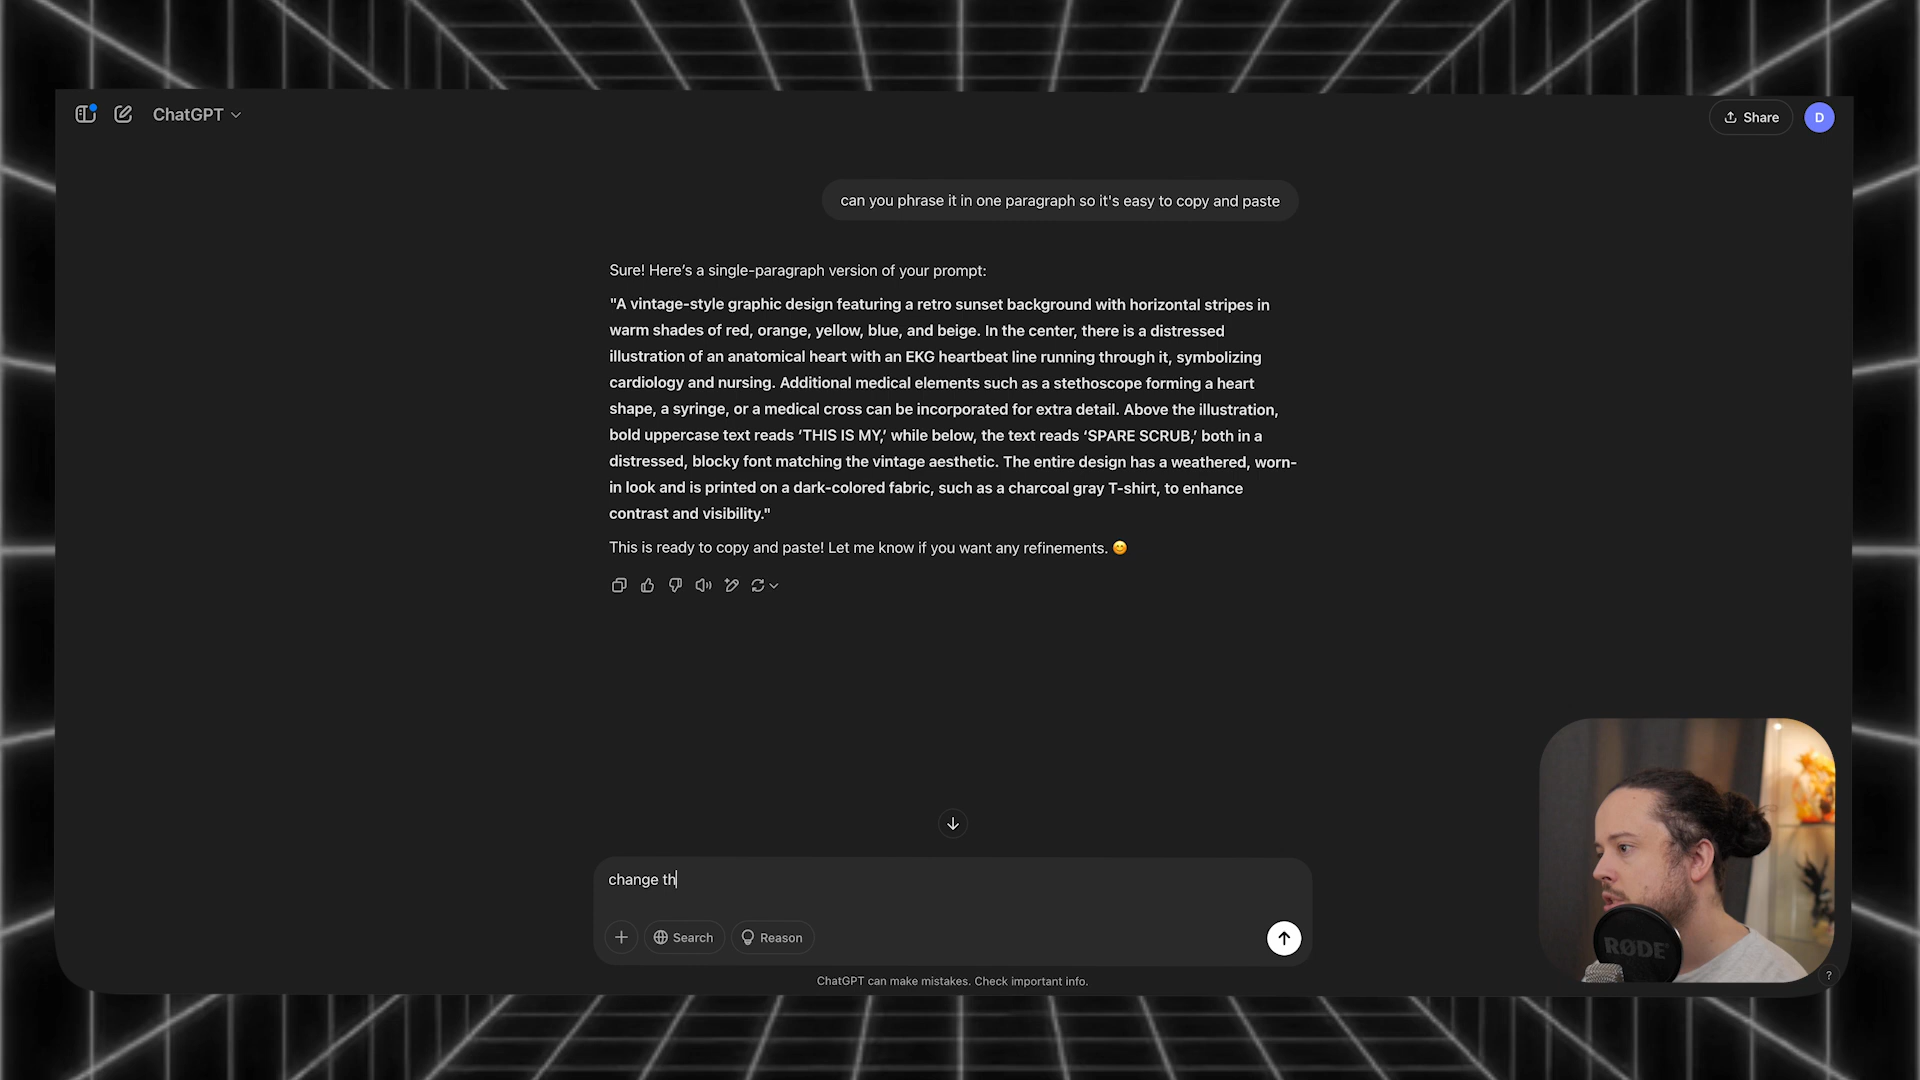 ChatGPT
Share
D
can you phrase it in one paragraph so it's easy to copy and paste
Sure! Here’s a single-paragraph version of your prompt:
"A vintage-style graphic design featuring a retro sunset background with horizontal stripes in
warm shades of red, orange, yellow, blue, and beige. In the center, there is a distressed
illustration of an anatomical heart with an EKG heartbeat line running through it, symbolizing
cardiology and nursing. Additional medical elements such as a stethoscope forming a heart
shape, a syringe, or a medical cross can be incorporated for extra detail. Above the illustration,
bold uppercase text reads ‘THIS IS MY,’ while below, the text reads ‘SPARE SCRUB,’ both in a
distressed, blocky font matching the vintage aesthetic. The entire design has a weathered, worn-
in look and is printed on a dark-colored fabric, such as a charcoal gray T-shirt, to enhance
contrast and visibility."
This is ready to copy and paste! Let me know if you want any refinements. 😊
change th
Search
Reason
ChatGPT can make mistakes. Check important info.
RØDE
?